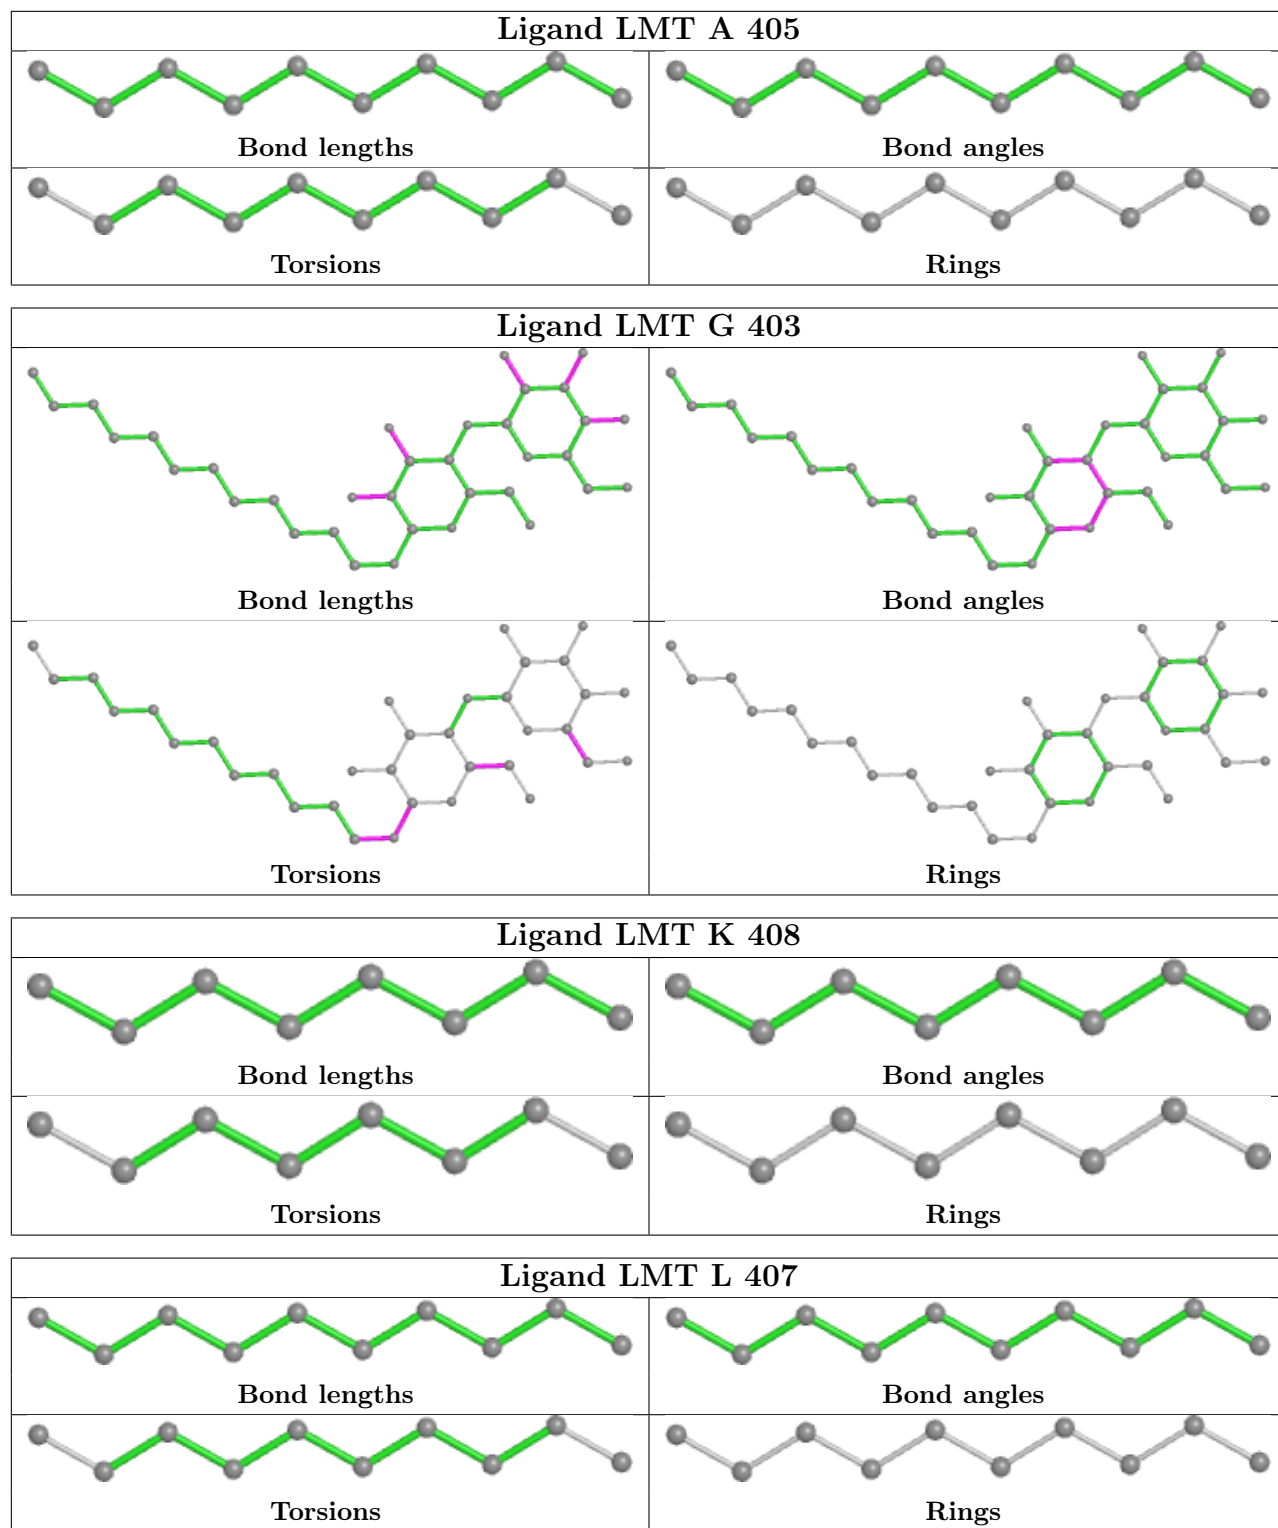 Ligand LMT A 405
Bond lengths
Bond angles
Torsions
Rings
Ligand LMT G 403
Bond lengths
Bond angles
Torsions
Rings
Ligand LMT K 408
Bond lengths
Bond angles
Torsions
Rings
Ligand LMT L 407
Bond lengths
Bond angles
Torsions
Rings